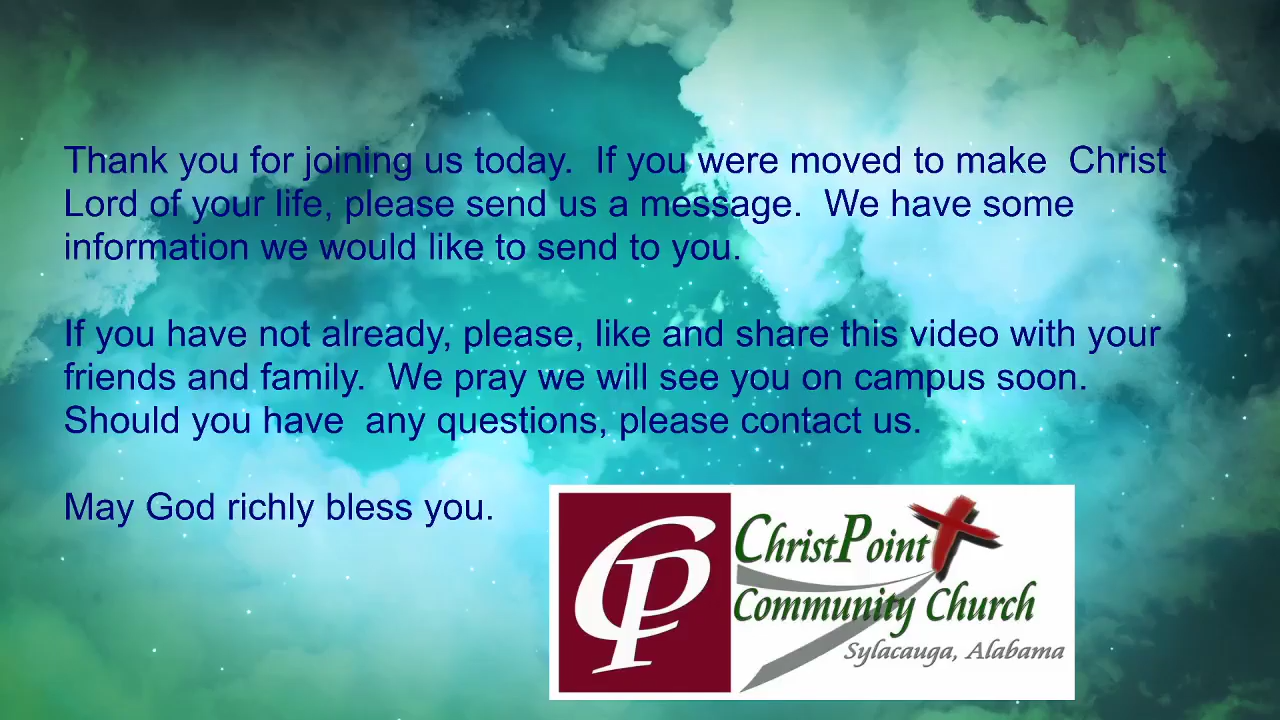 Thank you for joining us today.  If you were moved to make  Christ
Lord of your life, please send us a message.  We have some
information we would like to send to you.
If you have not already, please, like and share this video with your
friends and family.  We pray we will see you on campus soon.
Should you have  any questions, please contact us.
May God richly bless you.
CP
ChristPoint
Community Church
Sylacauga, Alabama